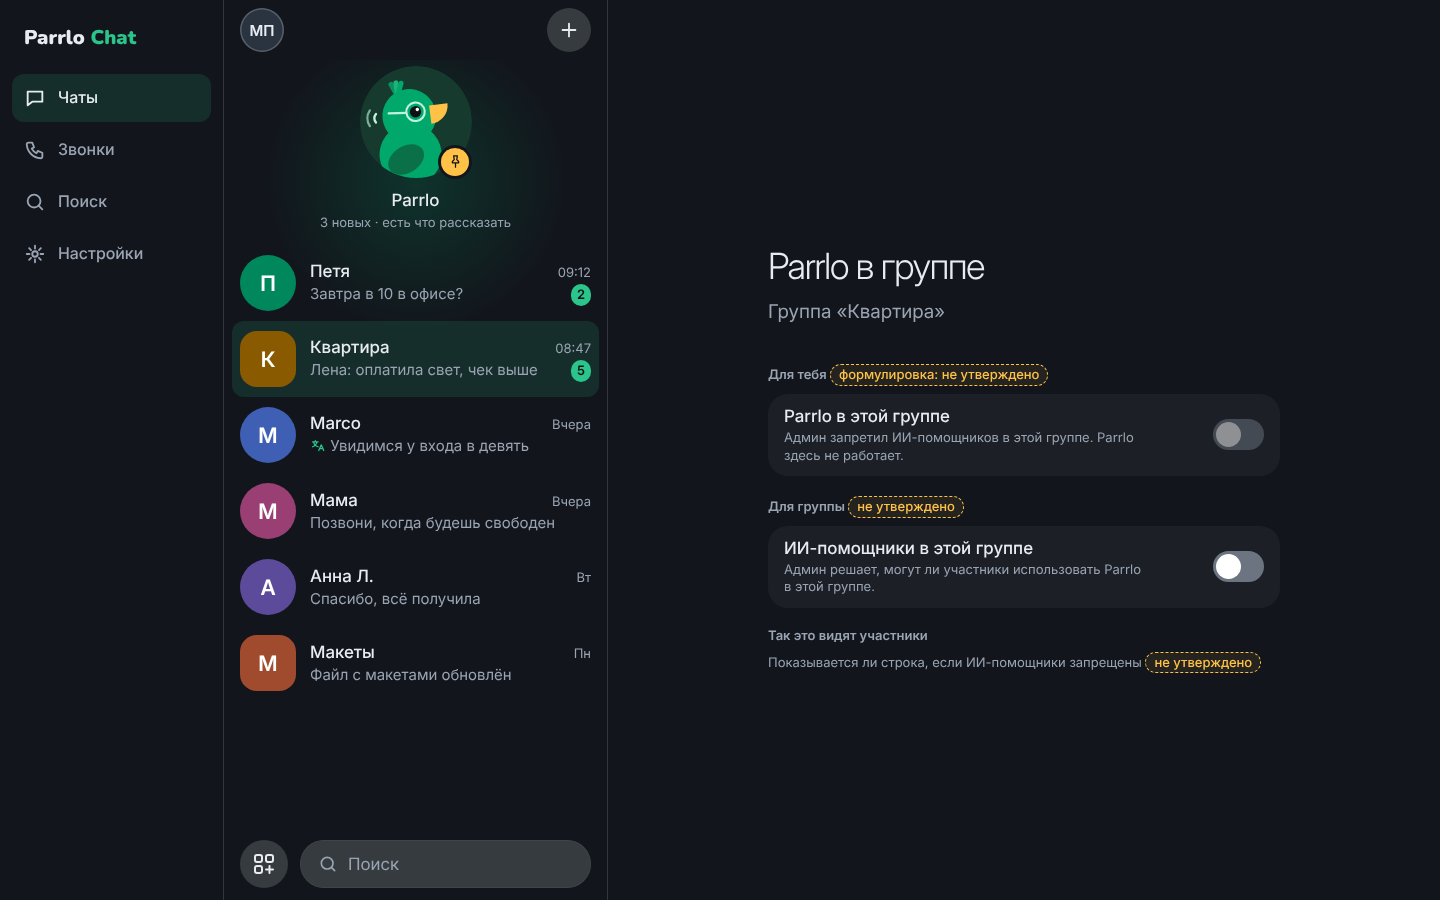 Parrlo Chat
Чаты
Звонки
Поиск
Настройки
МП
Parrlo
3 новых · есть что рассказать
П
Петя
09:12
Завтра в 10 в офисе?
2
К
Квартира
08:47
Лена: оплатила свет, чек выше
5
M
Marco
Вчера
Увидимся у входа в девять
М
Мама
Вчера
Позвони, когда будешь свободен
А
Анна Л.
Вт
Спасибо, всё получила
М
Макеты
Пн
Файл с макетами обновлён
Поиск
Parrlo в группе
Группа «Квартира»
Для тебя формулировка: не утверждено
Parrlo в этой группе
Админ запретил ИИ-помощников в этой группе. Parrlo
здесь не работает.
Для группы не утверждено
ИИ-помощники в этой группе
Админ решает, могут ли участники использовать Parrlo
в этой группе.
Так это видят участники
Показывается ли строка, если ИИ-помощники запрещены не утверждено